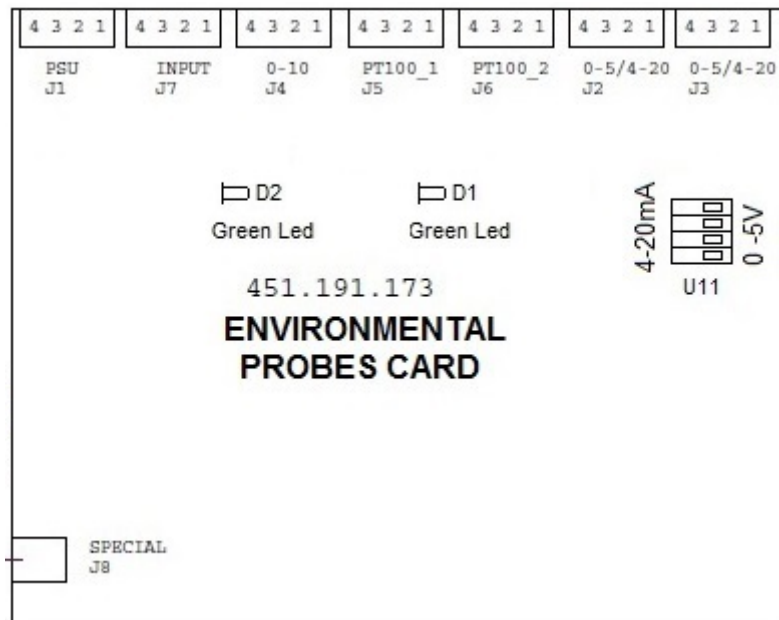 4 3 2 1 4 3 2 1 4 3 2 1 4 3 2 1 4 3 2 1 4 3 2 1 4 3 2 1
PSU INPUT 0-10 PT100_1 PT100_2 0-5/4-20 0-5/4-20
J1 J7 J4 J5 J6 J2 J3
D2 D1
Green Led Green Led
4-20mA
0 -5V
U11
451.191.173
ENVIRONMENTAL
PROBES CARD
SPECIAL
J8